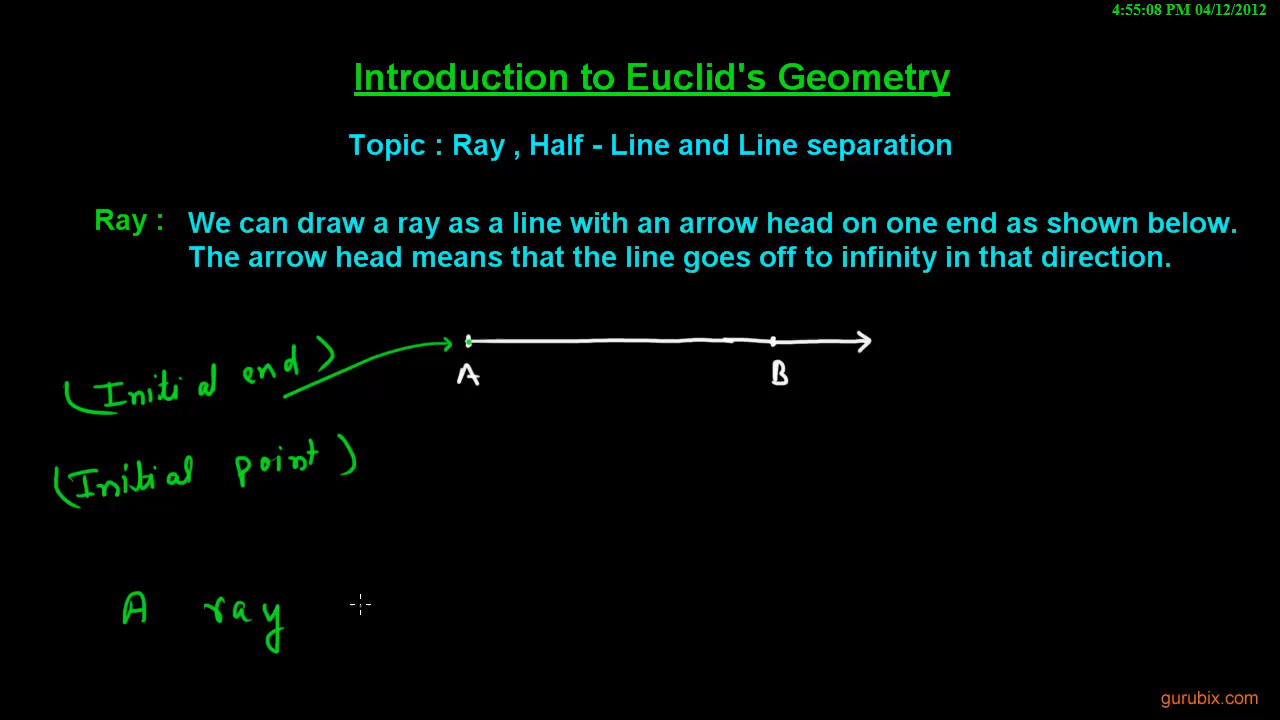 4:55:08 PM 04/12/2012
Introduction to Euclid's Geometry
Topic : Ray , Half - Line and Line separation
Ray : We can draw a ray as a line with an arrow head on one end as shown below.
The arrow head means that the line goes off to infinity in that direction.
A B
(Initial end)
(Initial point)
A ray
gurubix.com